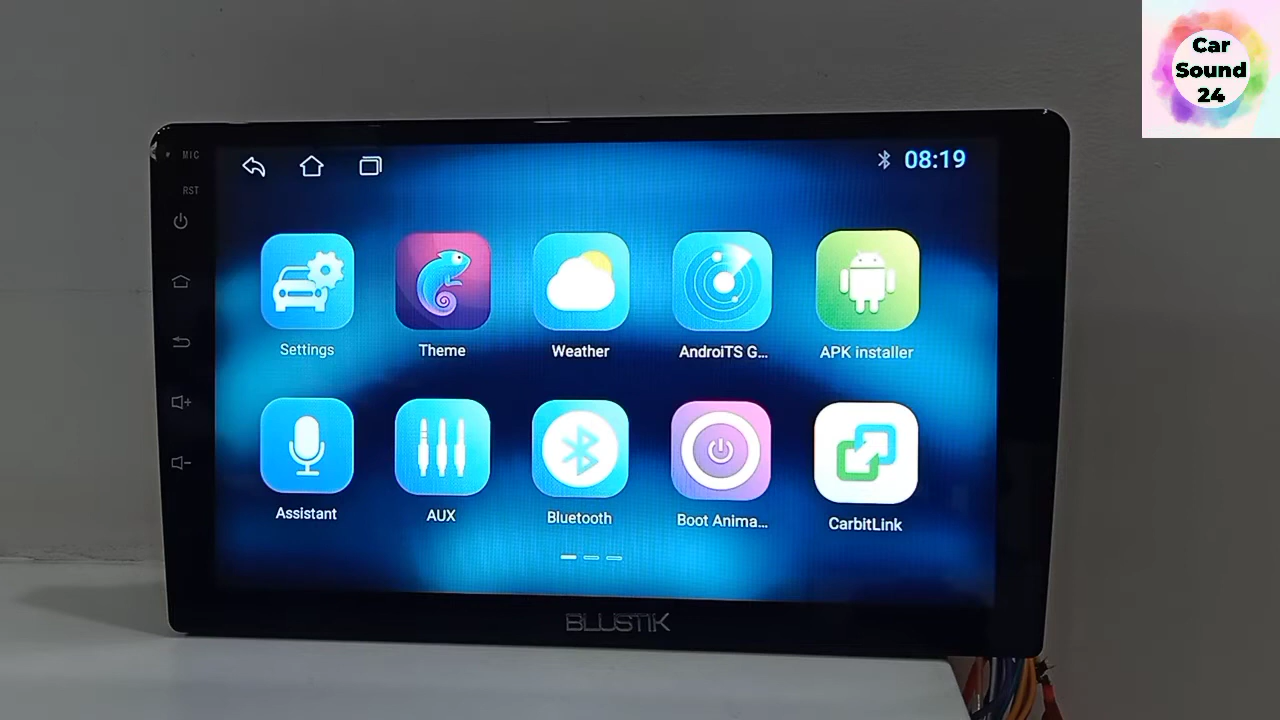 Car
Sound
24
MIC
RST
08:19
Settings
Theme
Weather
AndroiTS G...
APK installer
Assistant
AUX
Bluetooth
Boot Anima...
CarbitLink
BLUSTIK